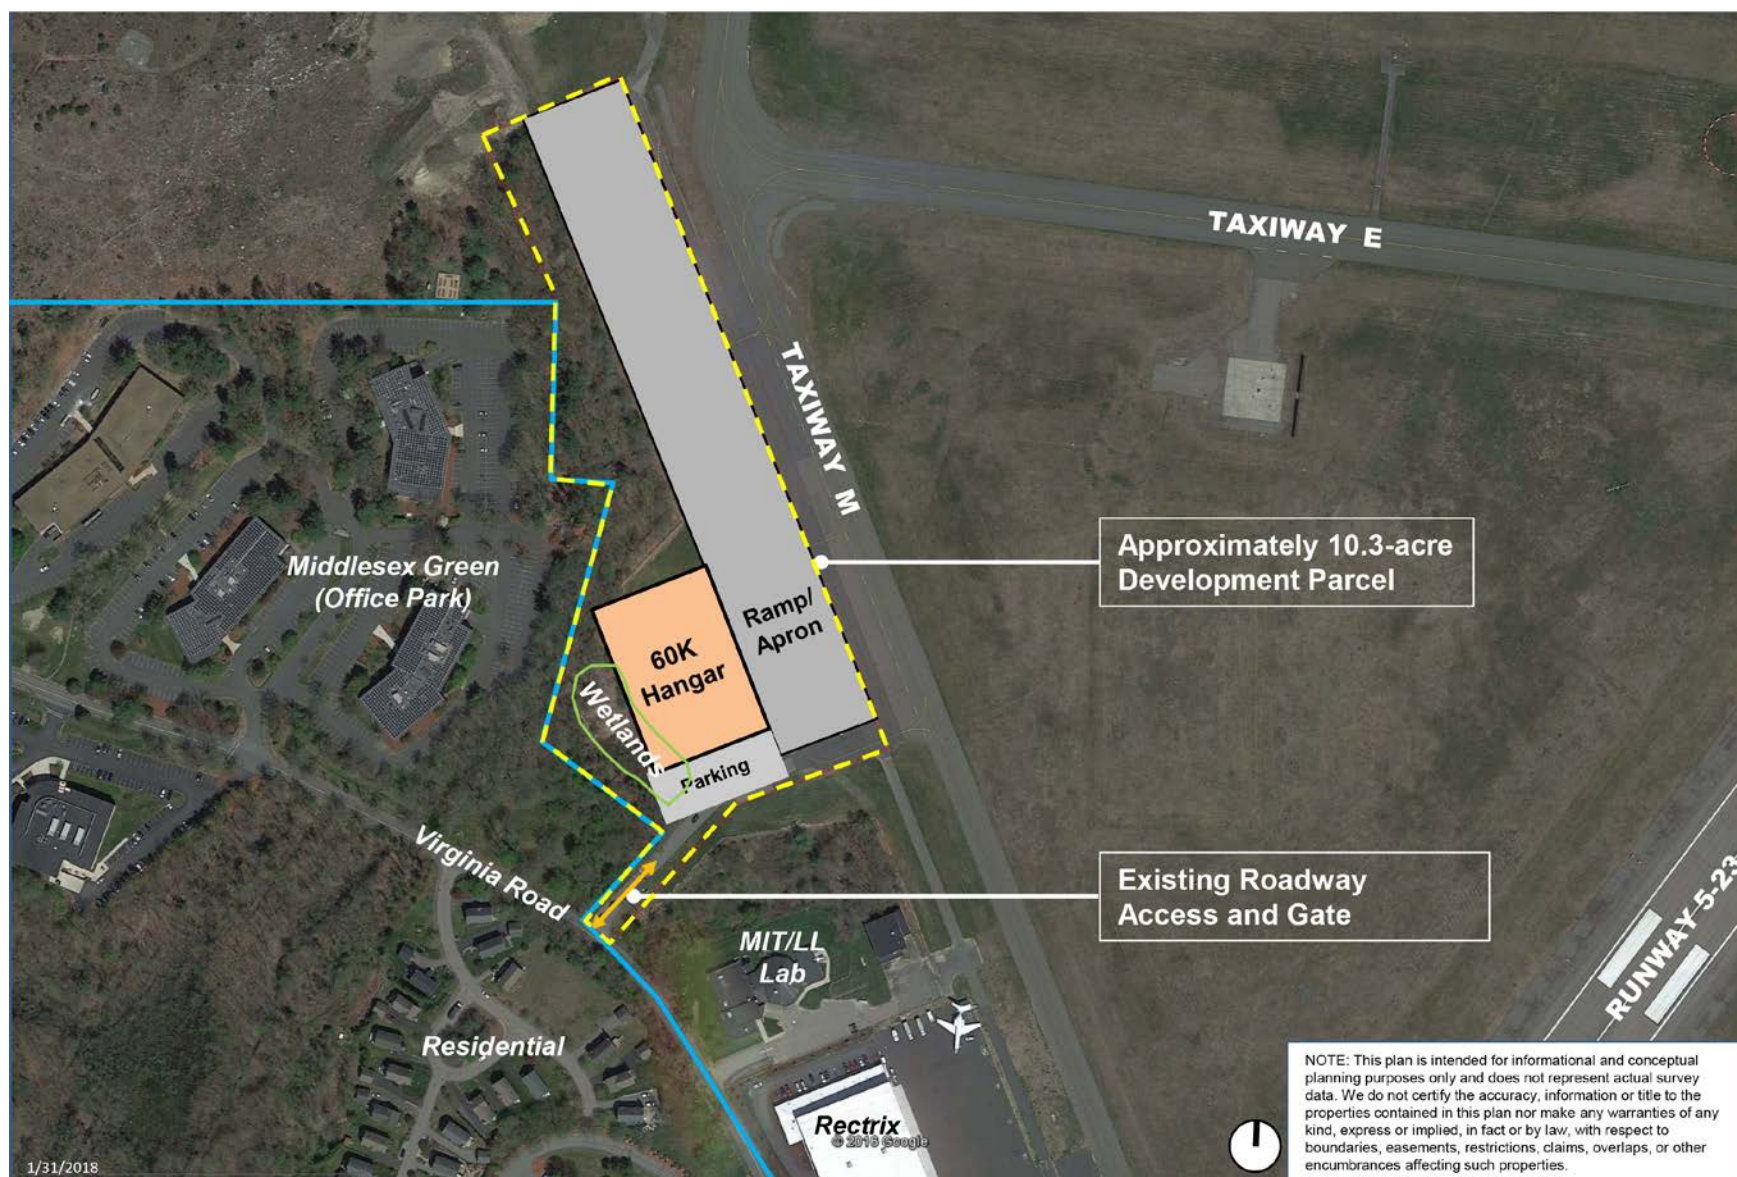 TAXIWAY E
TAXIWAY M
Approximately 10.3-acre
Development Parcel
Middlesex Green
(Office Park)
Ramp/
Apron
60K
Hangar
Wetlands
Parking
Virginia Road
Existing Roadway
Access and Gate
RUNWAY 5-23
MIT/LL
Lab
Residential
Rectrix
© 2016 Google
NOTE: This plan is intended for informational and conceptual
planning purposes only and does not represent actual survey
data. We do not certify the accuracy, information or title to the
properties contained in this plan nor make any warranties of any
kind, express or implied, in fact or by law, with respect to
boundaries, easements, restrictions, claims, overlaps, or other
encumbrances affecting such properties.
1/31/2018